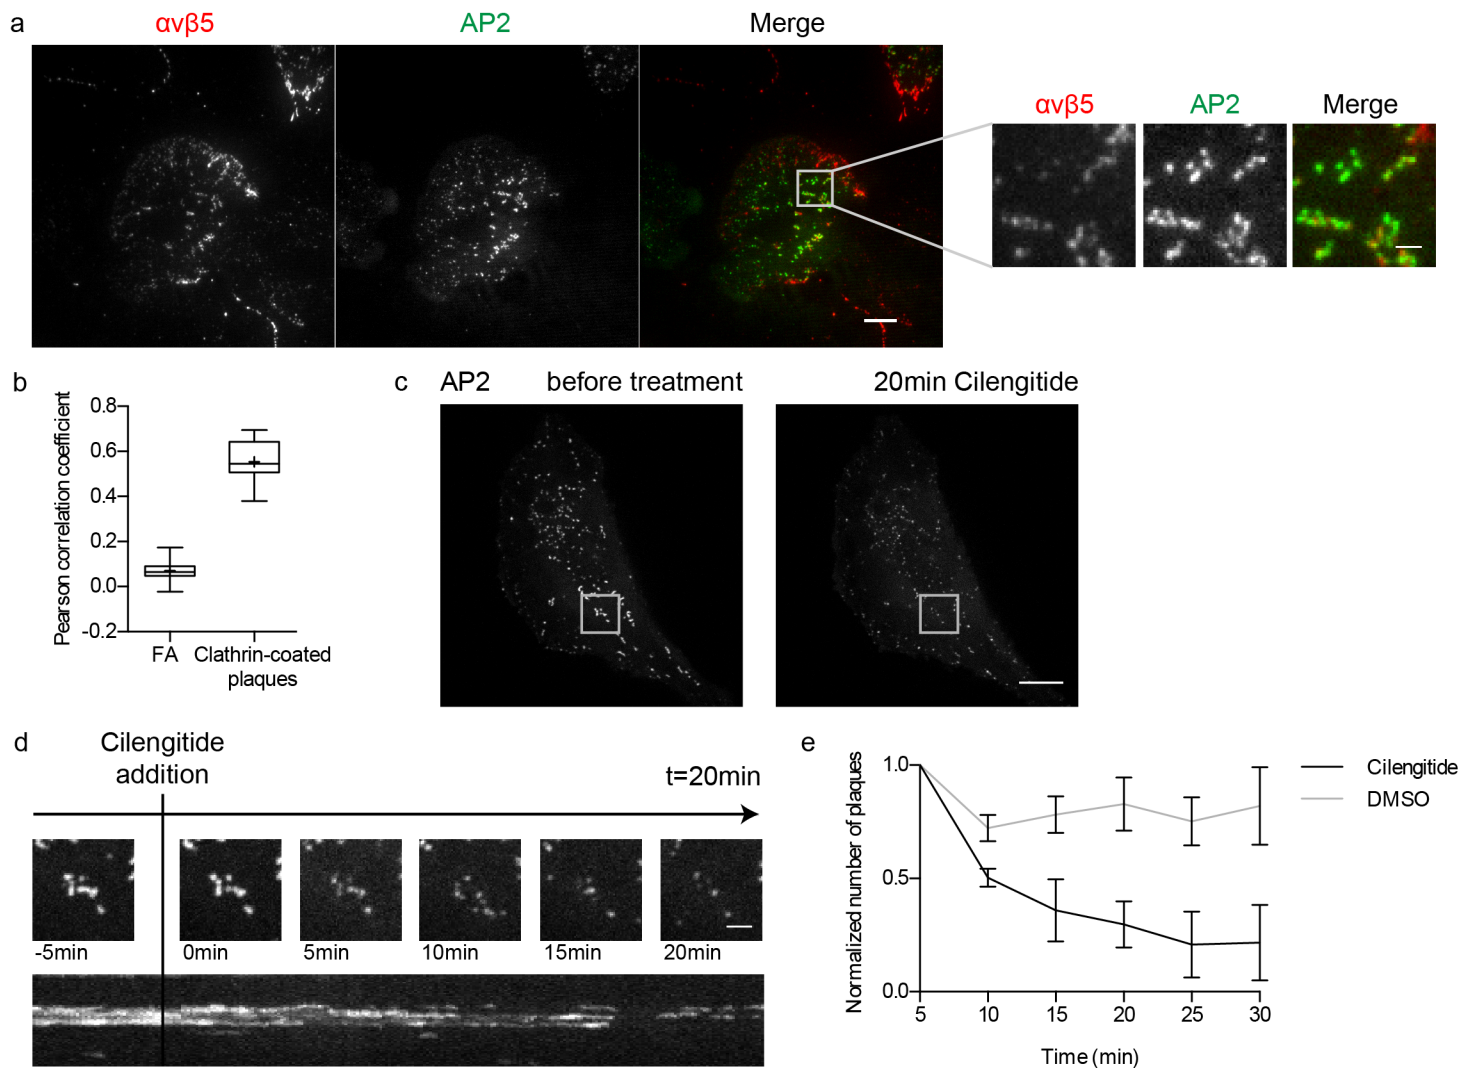 a
αvβ5
AP2
Merge
αvβ5
AP2
Merge
b
Pearson correlation coefficient
0.8
0.6
0.4
0.2
0.0
-0.2
FA
Clathrin-coated
plaques
c
AP2
before treatment
20min Cilengitide
d
Cilengitide
addition
t=20min
-5min
0min
5min
10min
15min
20min
e
Normalized number of plaques
1.0
0.5
0.0
5
10
15
20
25
30
Time (min)
Cilengitide
DMSO